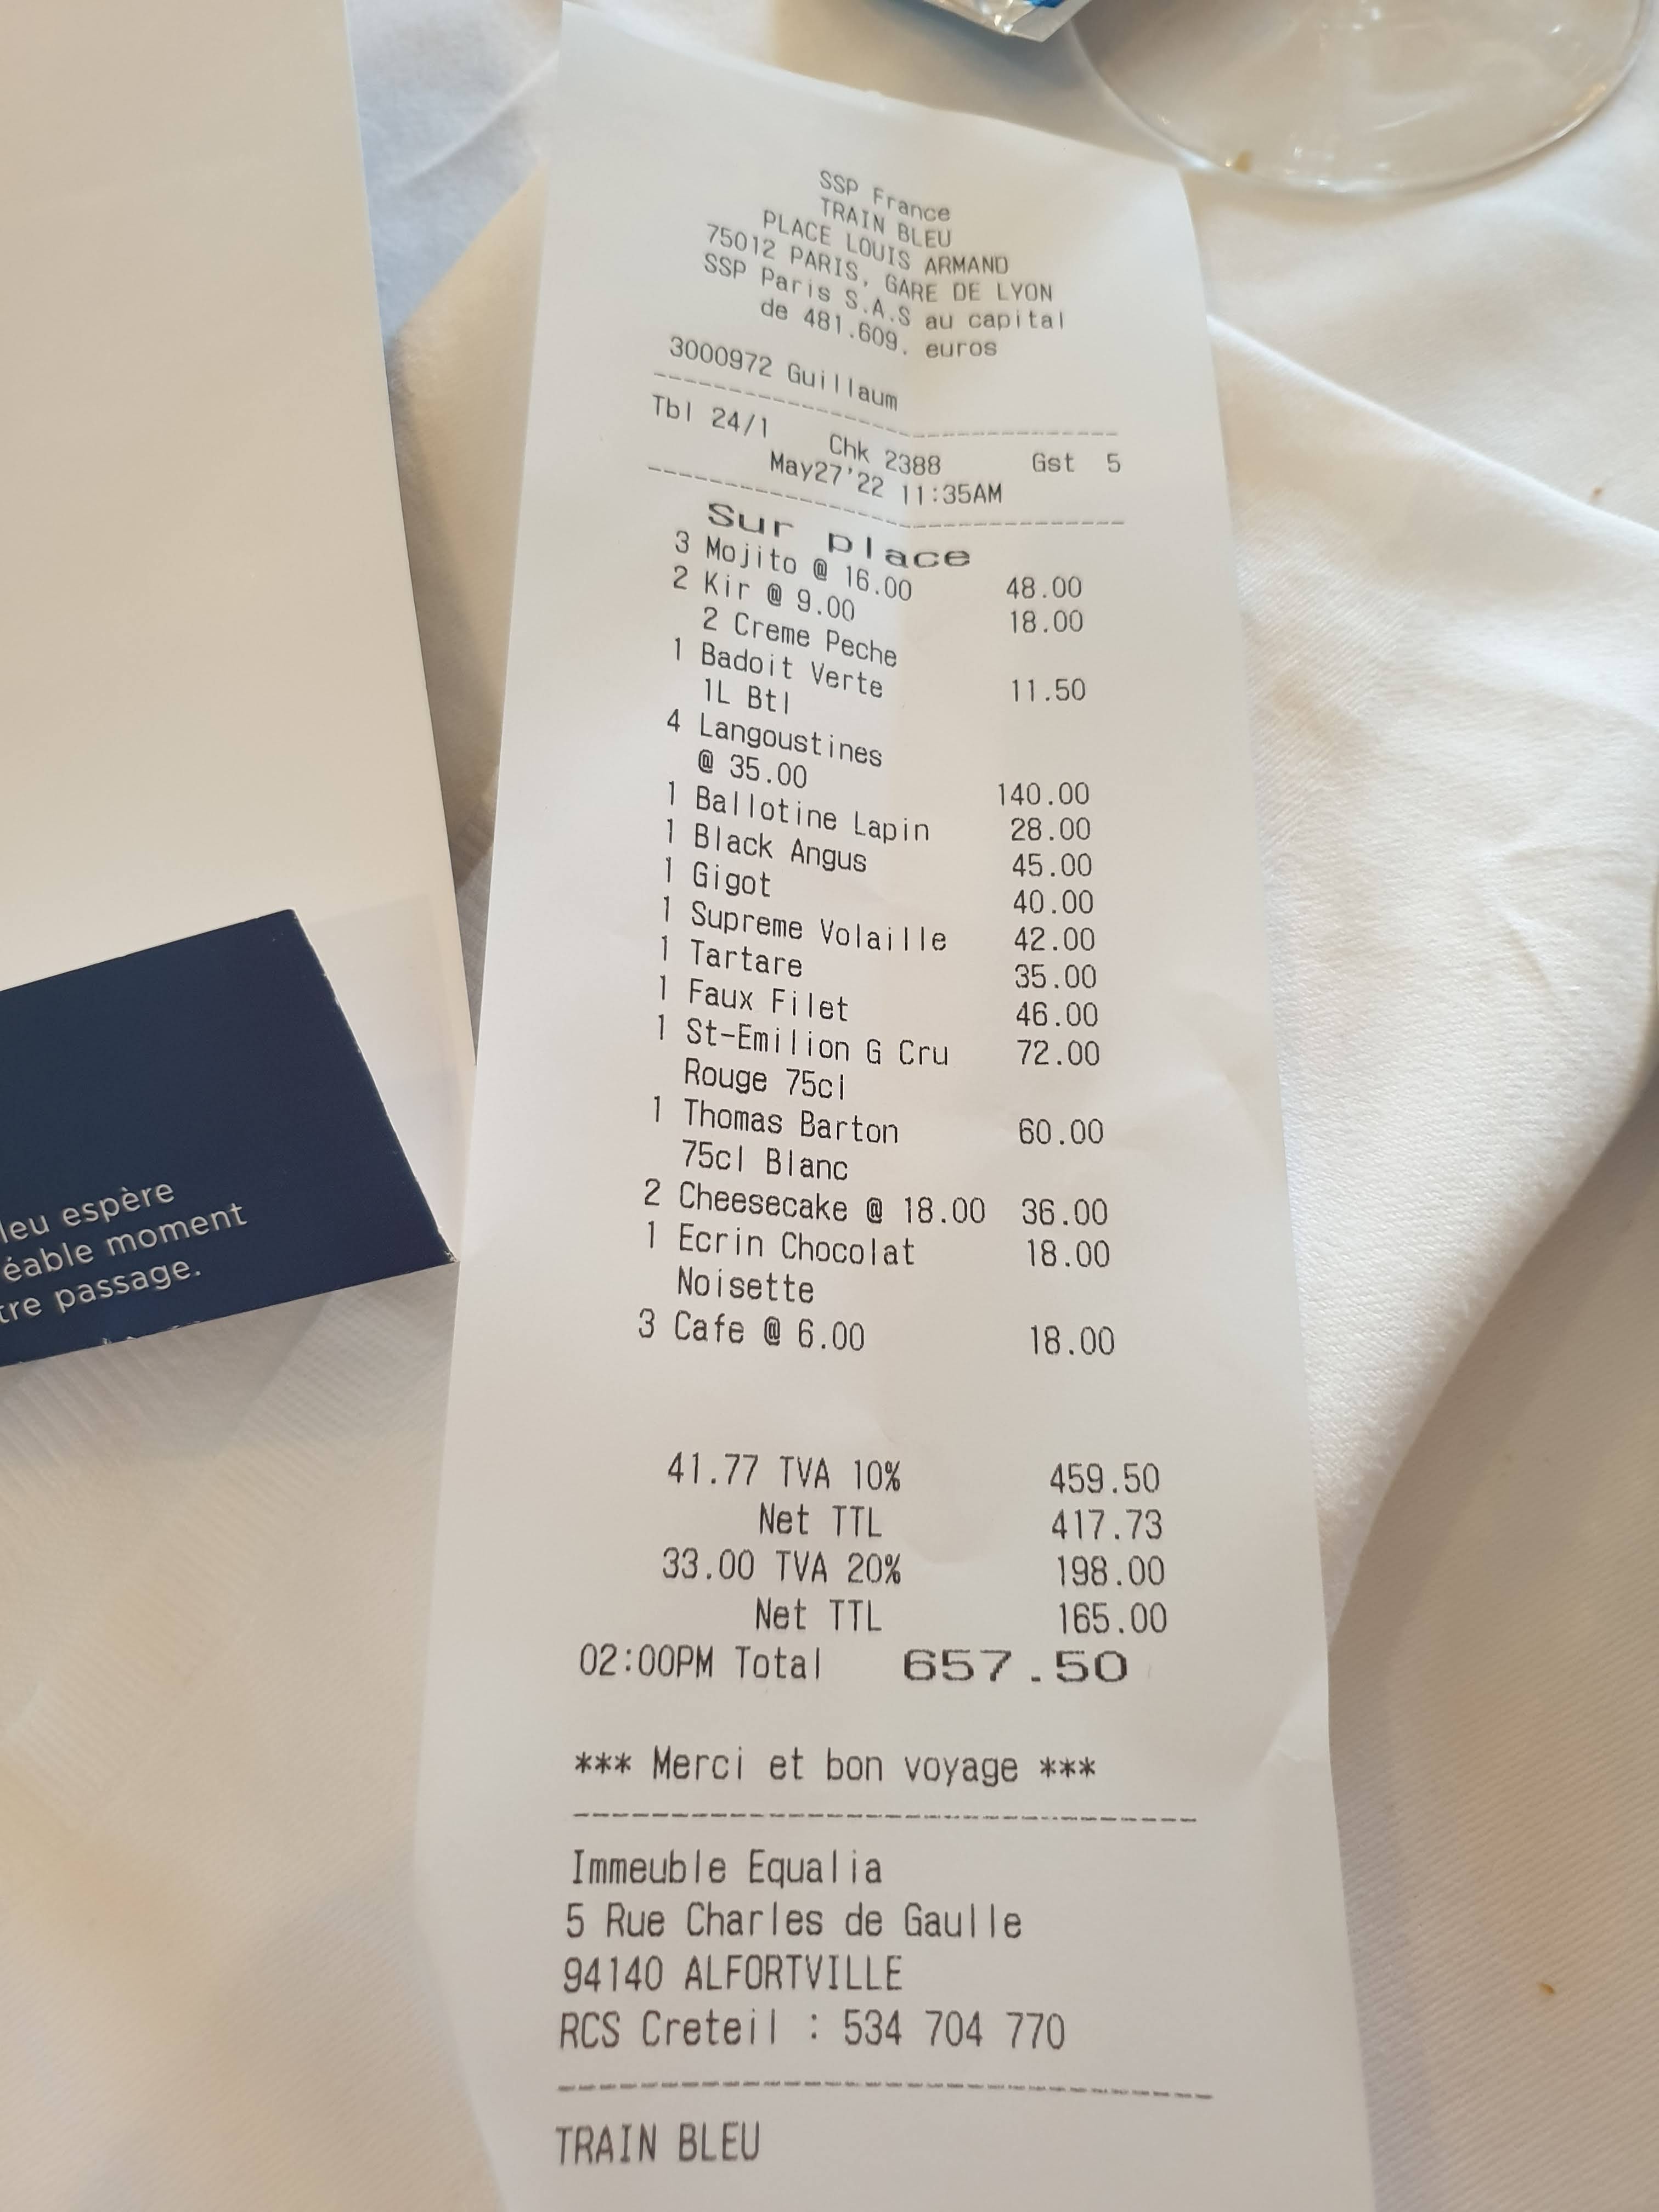 SSP France
TRAIN BLEU
PLACE LOUIS ARMAND
75012 PARIS, GARE DE LYON
SSP Paris S.A.S au capital
de 481.609. euros
3000972 Guillaum
Tbl 24/1 Chk 2388 Gst 5
May27'22 11:35AM
Sur place
3 Mojito @ 16.00 48.00
2 Kir @ 9.00 18.00
2 Creme Peche
1 Badoit Verte 11.50
1L Btl
4 Langoustines
@ 35.00 140.00
1 Ballotine Lapin 28.00
1 Black Angus 45.00
1 Gigot 40.00
1 Supreme Volaille 42.00
1 Tartare 35.00
1 Faux Filet 46.00
1 St-Emilion G Cru 72.00
Rouge 75cl
1 Thomas Barton 60.00
75cl Blanc
2 Cheesecake @ 18.00 36.00
1 Ecrin Chocolat 18.00
Noisette
3 Cafe @ 6.00 18.00
41.77 TVA 10% 459.50
Net TTL 417.73
33.00 TVA 20% 198.00
Net TTL 165.00
02:00PM Total 657.50
*** Merci et bon voyage ***
Immeuble Equalia
5 Rue Charles de Gaulle
94140 ALFORTVILLE
RCS Creteil : 534 704 770
TRAIN BLEU
leu espère
éable moment
tre passage.